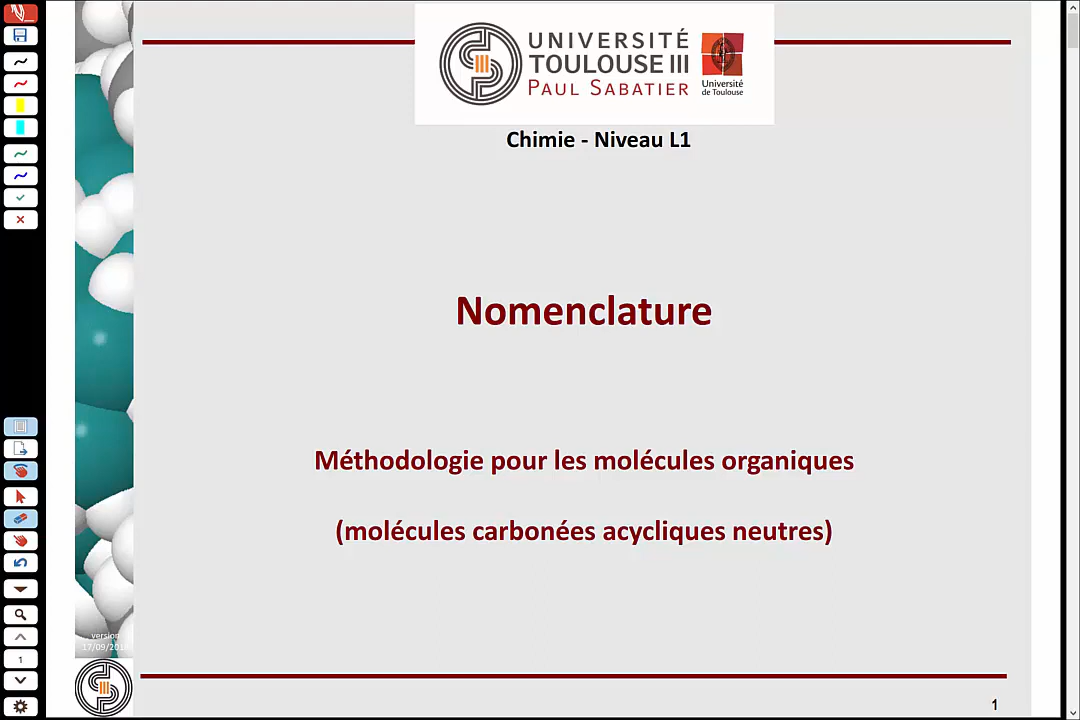 UNIVERSITÉ
TOULOUSE III
PAUL SABATIER
Université
de Toulouse
Chimie - Niveau L1
Nomenclature
Méthodologie pour les molécules organiques
(molécules carbonées acycliques neutres)
version
1
1